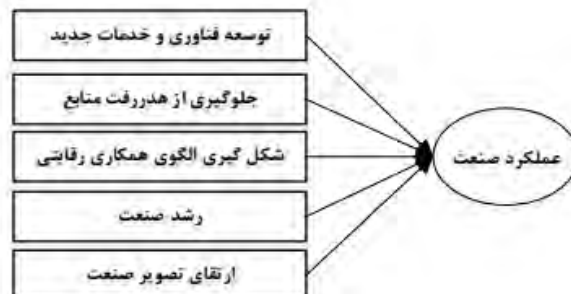 توسعه فناوری و خدمات جدید
جلوگیری از هدررفت منابع
شکل گیری الگوی همکاری رقابتی
عملکرد صنعت
رشد صنعت
ارتقای تصویر صنعت